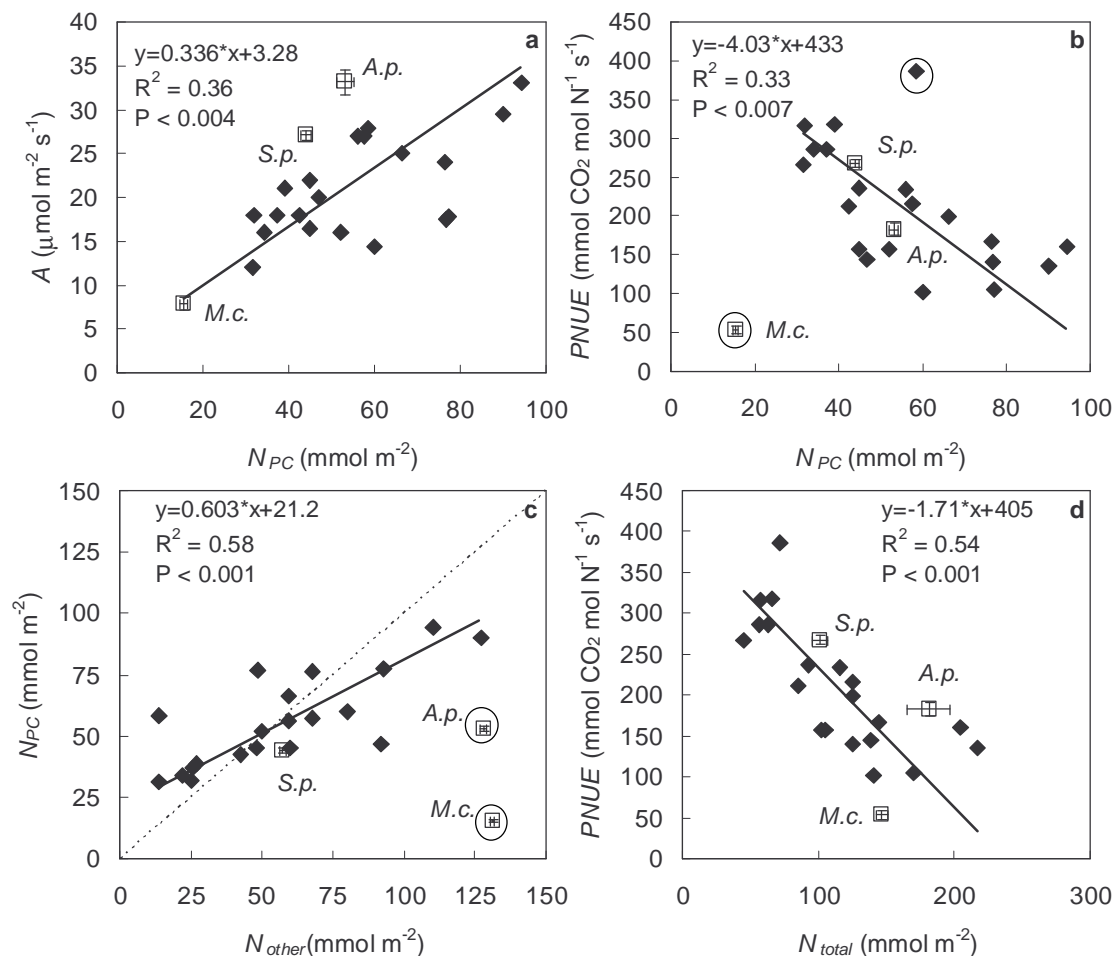 40
35
30
25
20
15
10
5
0
A (μmol m⁻² s⁻¹)
y=0.336*x+3.28
R² = 0.36
P < 0.004
a
A.p.
S.p.
M.c.
0 20 40 60 80 100
N_PC (mmol m⁻²)
450
400
350
300
250
200
150
100
50
0
PNUE (mmol CO₂ mol N⁻¹ s⁻¹)
y=-4.03*x+433
R² = 0.33
P < 0.007
b
S.p.
A.p.
M.c.
0 20 40 60 80 100
N_PC (mmol m⁻²)
150
125
100
75
50
25
0
N_PC (mmol m⁻²)
y=0.603*x+21.2
R² = 0.58
P < 0.001
c
A.p.
S.p.
M.c.
0 25 50 75 100 125 150
N_other (mmol m⁻²)
450
400
350
300
250
200
150
100
50
0
PNUE (mmol CO₂ mol N⁻¹ s⁻¹)
y=-1.71*x+405
R² = 0.54
P < 0.001
d
S.p.
A.p.
M.c.
0 100 200 300
N_total (mmol m⁻²)